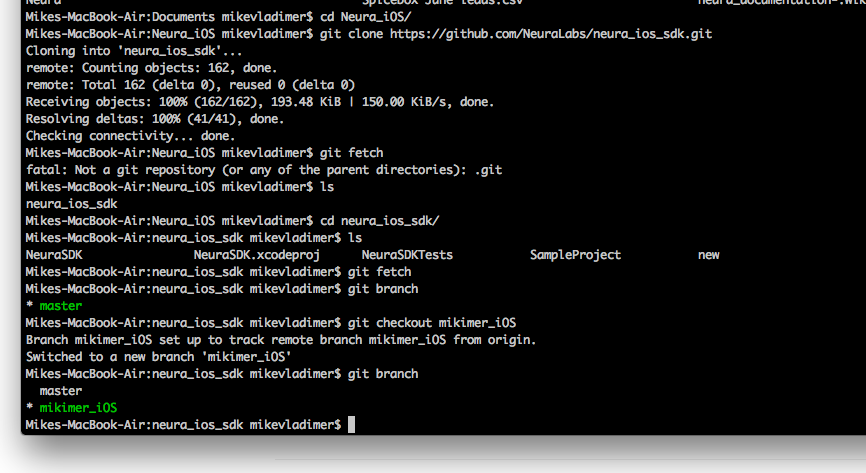 Neura SpiceBox June leads.csv
Mikes-MacBook-Air:Documents mikevladimer$ cd Neura_iOS/
Mikes-MacBook-Air:Neura_iOS mikevladimer$ git clone https://github.com/NeuraLabs/neura_ios_sdk.git
Cloning into 'neura_ios_sdk'...
remote: Counting objects: 162, done.
remote: Total 162 (delta 0), reused 0 (delta 0)
Receiving objects: 100% (162/162), 193.48 KiB | 150.00 KiB/s, done.
Resolving deltas: 100% (41/41), done.
Checking connectivity... done.
Mikes-MacBook-Air:Neura_iOS mikevladimer$ git fetch
fatal: Not a git repository (or any of the parent directories): .git
Mikes-MacBook-Air:Neura_iOS mikevladimer$ ls
neura_ios_sdk
Mikes-MacBook-Air:Neura_iOS mikevladimer$ cd neura_ios_sdk/
Mikes-MacBook-Air:neura_ios_sdk mikevladimer$ ls
NeuraSDK NeuraSDK.xcodeproj NeuraSDKTests SampleProject new
Mikes-MacBook-Air:neura_ios_sdk mikevladimer$ git fetch
Mikes-MacBook-Air:neura_ios_sdk mikevladimer$ git branch
* master
Mikes-MacBook-Air:neura_ios_sdk mikevladimer$ git checkout mikimer_iOS
Branch mikimer_iOS set up to track remote branch mikimer_iOS from origin.
Switched to a new branch 'mikimer_iOS'
Mikes-MacBook-Air:neura_ios_sdk mikevladimer$ git branch
master
* mikimer_iOS
Mikes-MacBook-Air:neura_ios_sdk mikevladimer$